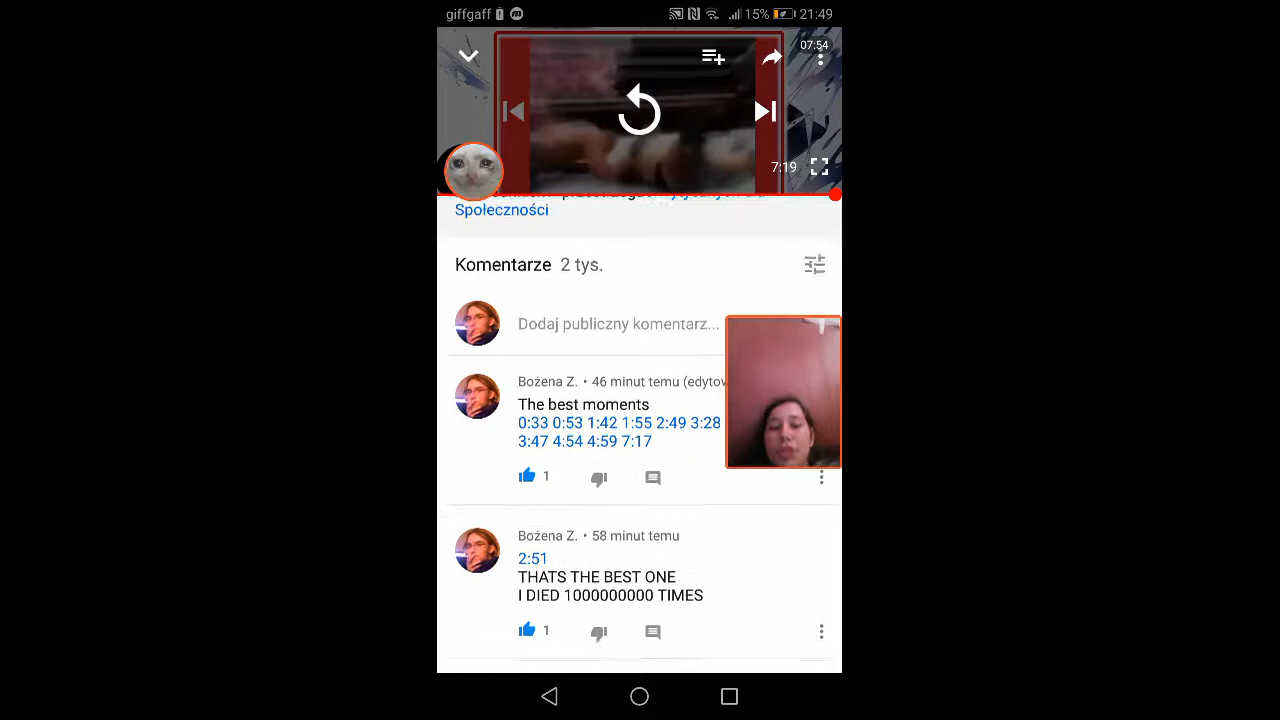 giffgaff
15% 21:49
07:54
7:19
Społeczności
Komentarze 2 tys.
Dodaj publiczny komentarz...
Bożena Z. • 46 minut temu (edytow
The best moments
0:33 0:53 1:42 1:55 2:49 3:28
3:47 4:54 4:59 7:17
1
Bożena Z. • 58 minut temu
2:51
THATS THE BEST ONE
I DIED 1000000000 TIMES
1